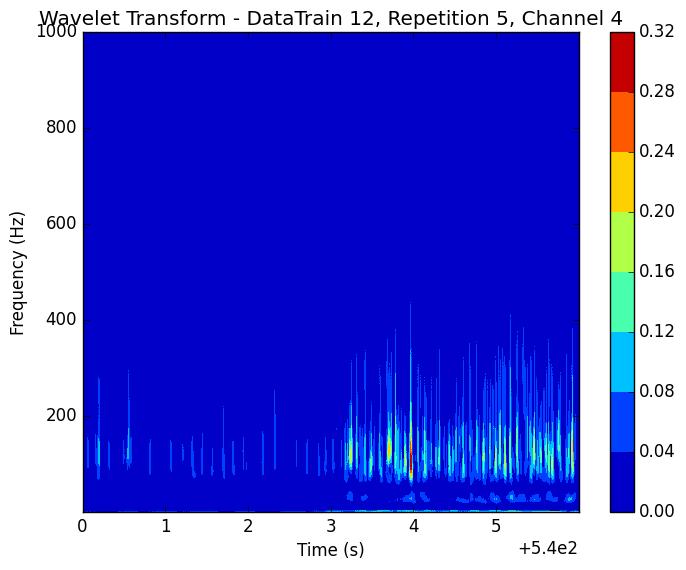 Wavelet Transform - DataTrain 12, Repetition 5, Channel 4
1000
800
600
400
200
Frequency (Hz)
0 1 2 3 4 5
Time (s)
+5.4e2
0.32
0.28
0.24
0.20
0.16
0.12
0.08
0.04
0.00